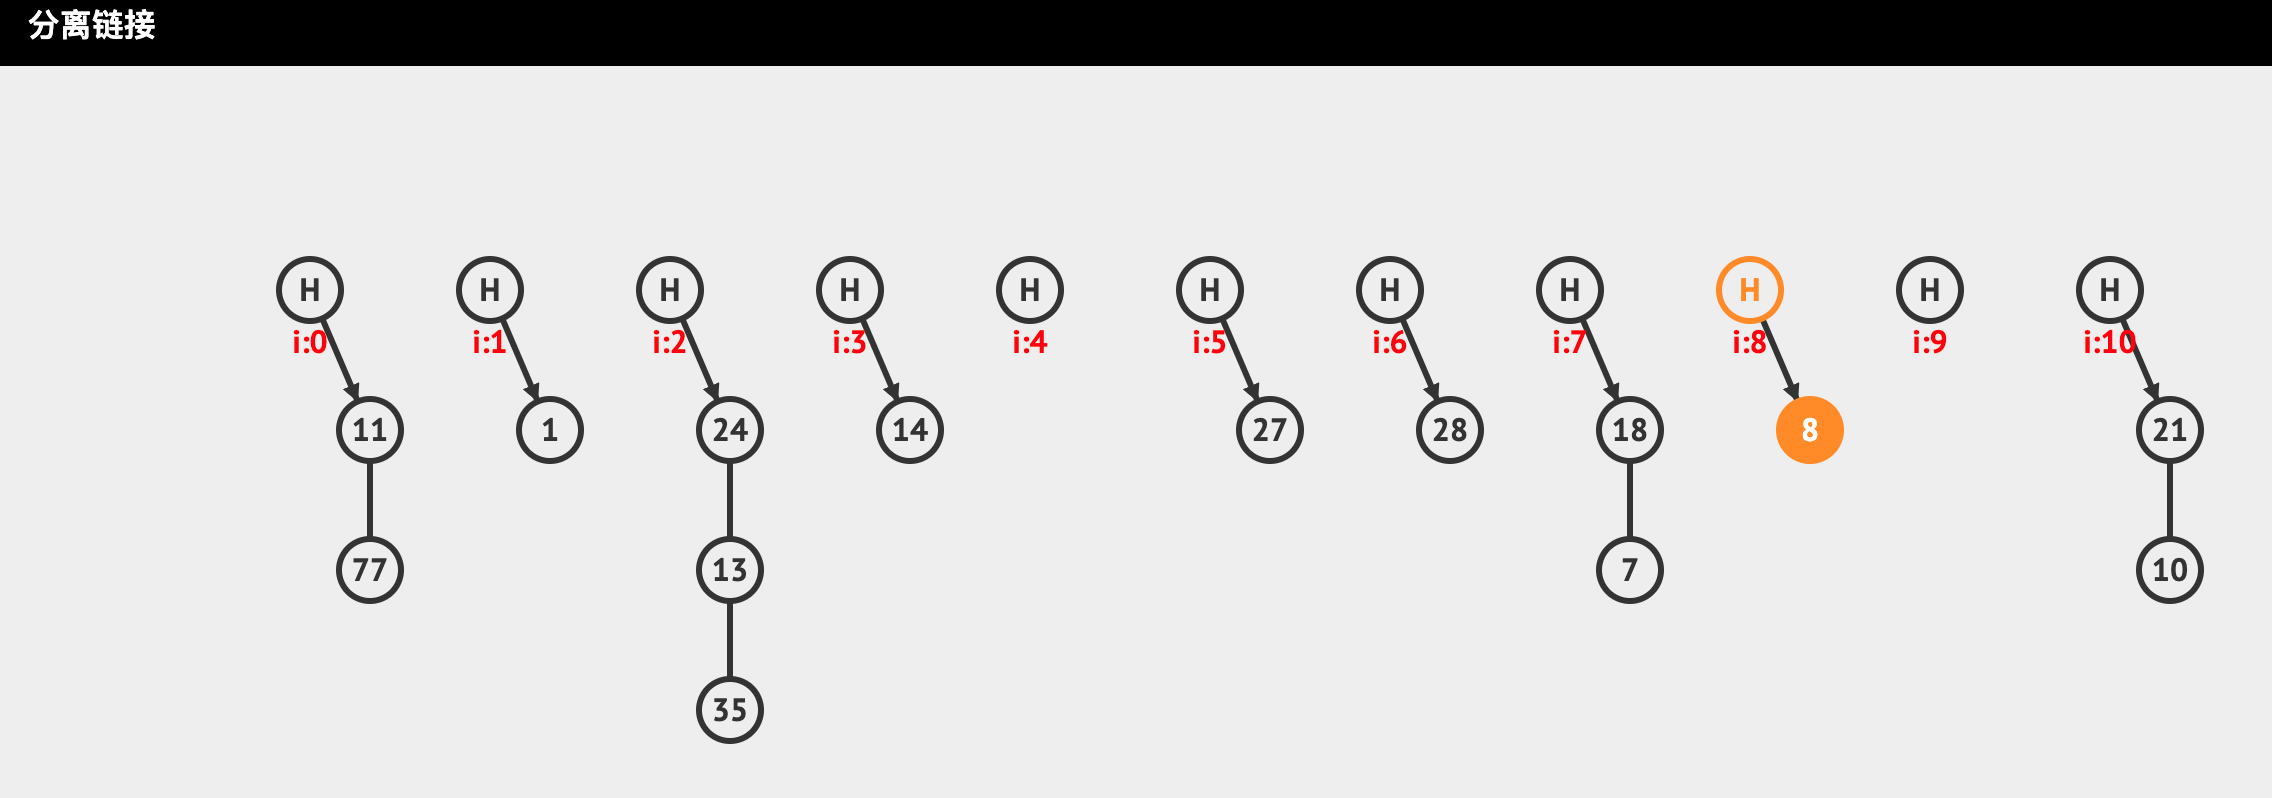 分离链接
H H H H H H H H H H H
i:0 i:1 i:2 i:3 i:4 i:5 i:6 i:7 i:8 i:9 i:10
11 1 24 14 27 28 18 8 21
77 13 7 10
35